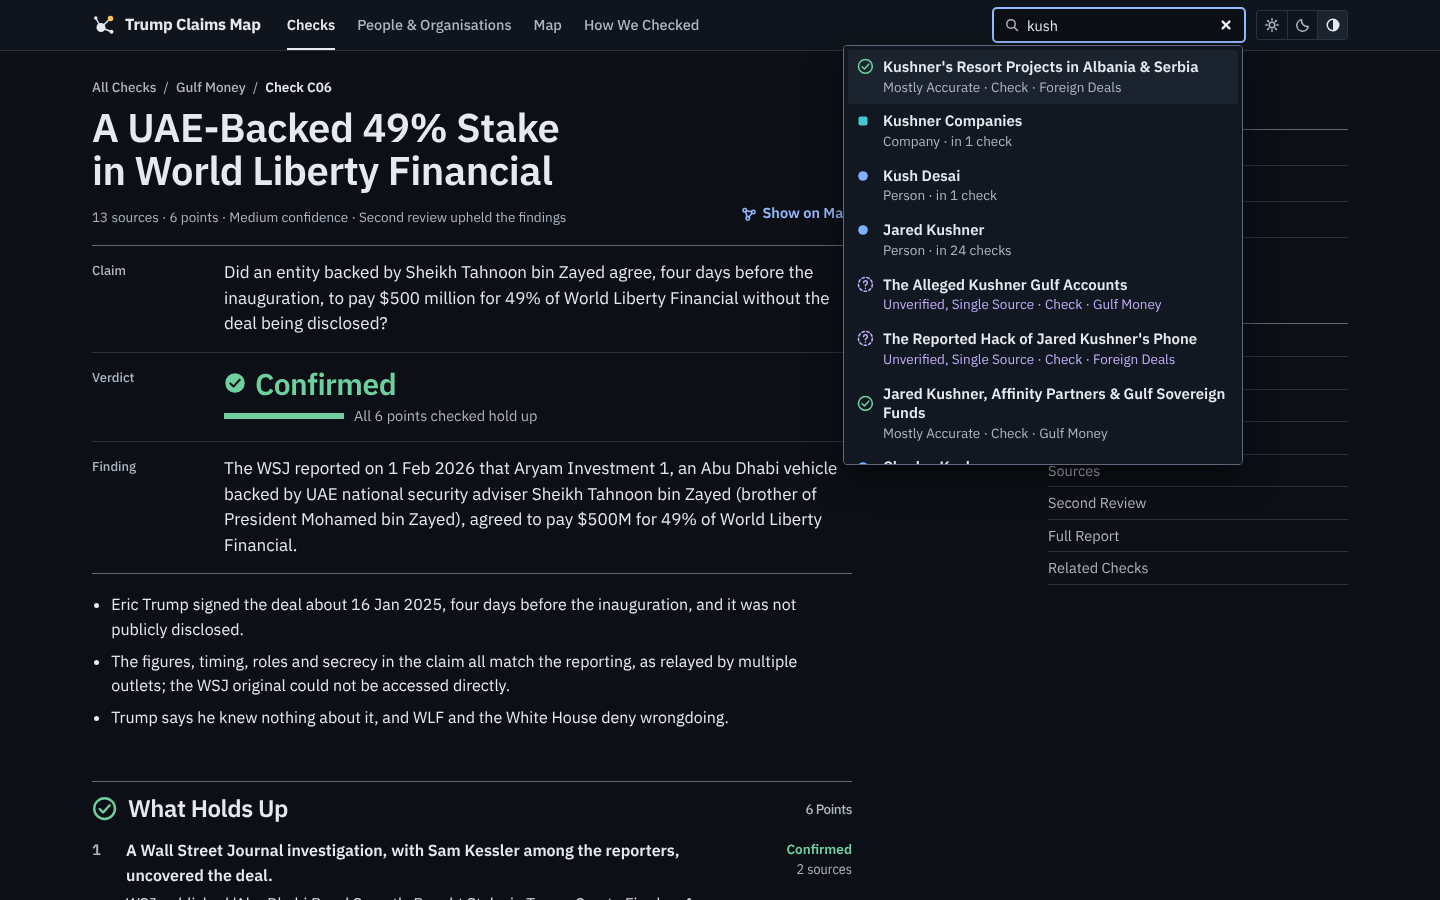 Trump Claims Map
Checks
People & Organisations
Map
How We Checked
kush
All Checks / Gulf Money / Check C06
A UAE-Backed 49% Stake
in World Liberty Financial
13 sources · 6 points · Medium confidence · Second review upheld the findings
Show on Ma
Claim
Did an entity backed by Sheikh Tahnoon bin Zayed agree, four days before the
inauguration, to pay $500 million for 49% of World Liberty Financial without the
deal being disclosed?
Verdict
Confirmed
All 6 points checked hold up
Finding
The WSJ reported on 1 Feb 2026 that Aryam Investment 1, an Abu Dhabi vehicle
backed by UAE national security adviser Sheikh Tahnoon bin Zayed (brother of
President Mohamed bin Zayed), agreed to pay $500M for 49% of World Liberty
Financial.
• Eric Trump signed the deal about 16 Jan 2025, four days before the inauguration, and it was not
publicly disclosed.
• The figures, timing, roles and secrecy in the claim all match the reporting, as relayed by multiple
outlets; the WSJ original could not be accessed directly.
• Trump says he knew nothing about it, and WLF and the White House deny wrongdoing.
What Holds Up
6 Points
1 A Wall Street Journal investigation, with Sam Kessler among the reporters,
uncovered the deal.
Confirmed
2 sources
Kushner's Resort Projects in Albania & Serbia
Mostly Accurate · Check · Foreign Deals
Kushner Companies
Company · in 1 check
Kush Desai
Person · in 1 check
Jared Kushner
Person · in 24 checks
The Alleged Kushner Gulf Accounts
Unverified, Single Source · Check · Gulf Money
The Reported Hack of Jared Kushner's Phone
Unverified, Single Source · Check · Foreign Deals
Jared Kushner, Affinity Partners & Gulf Sovereign
Funds
Mostly Accurate · Check · Gulf Money
Sources
Second Review
Full Report
Related Checks